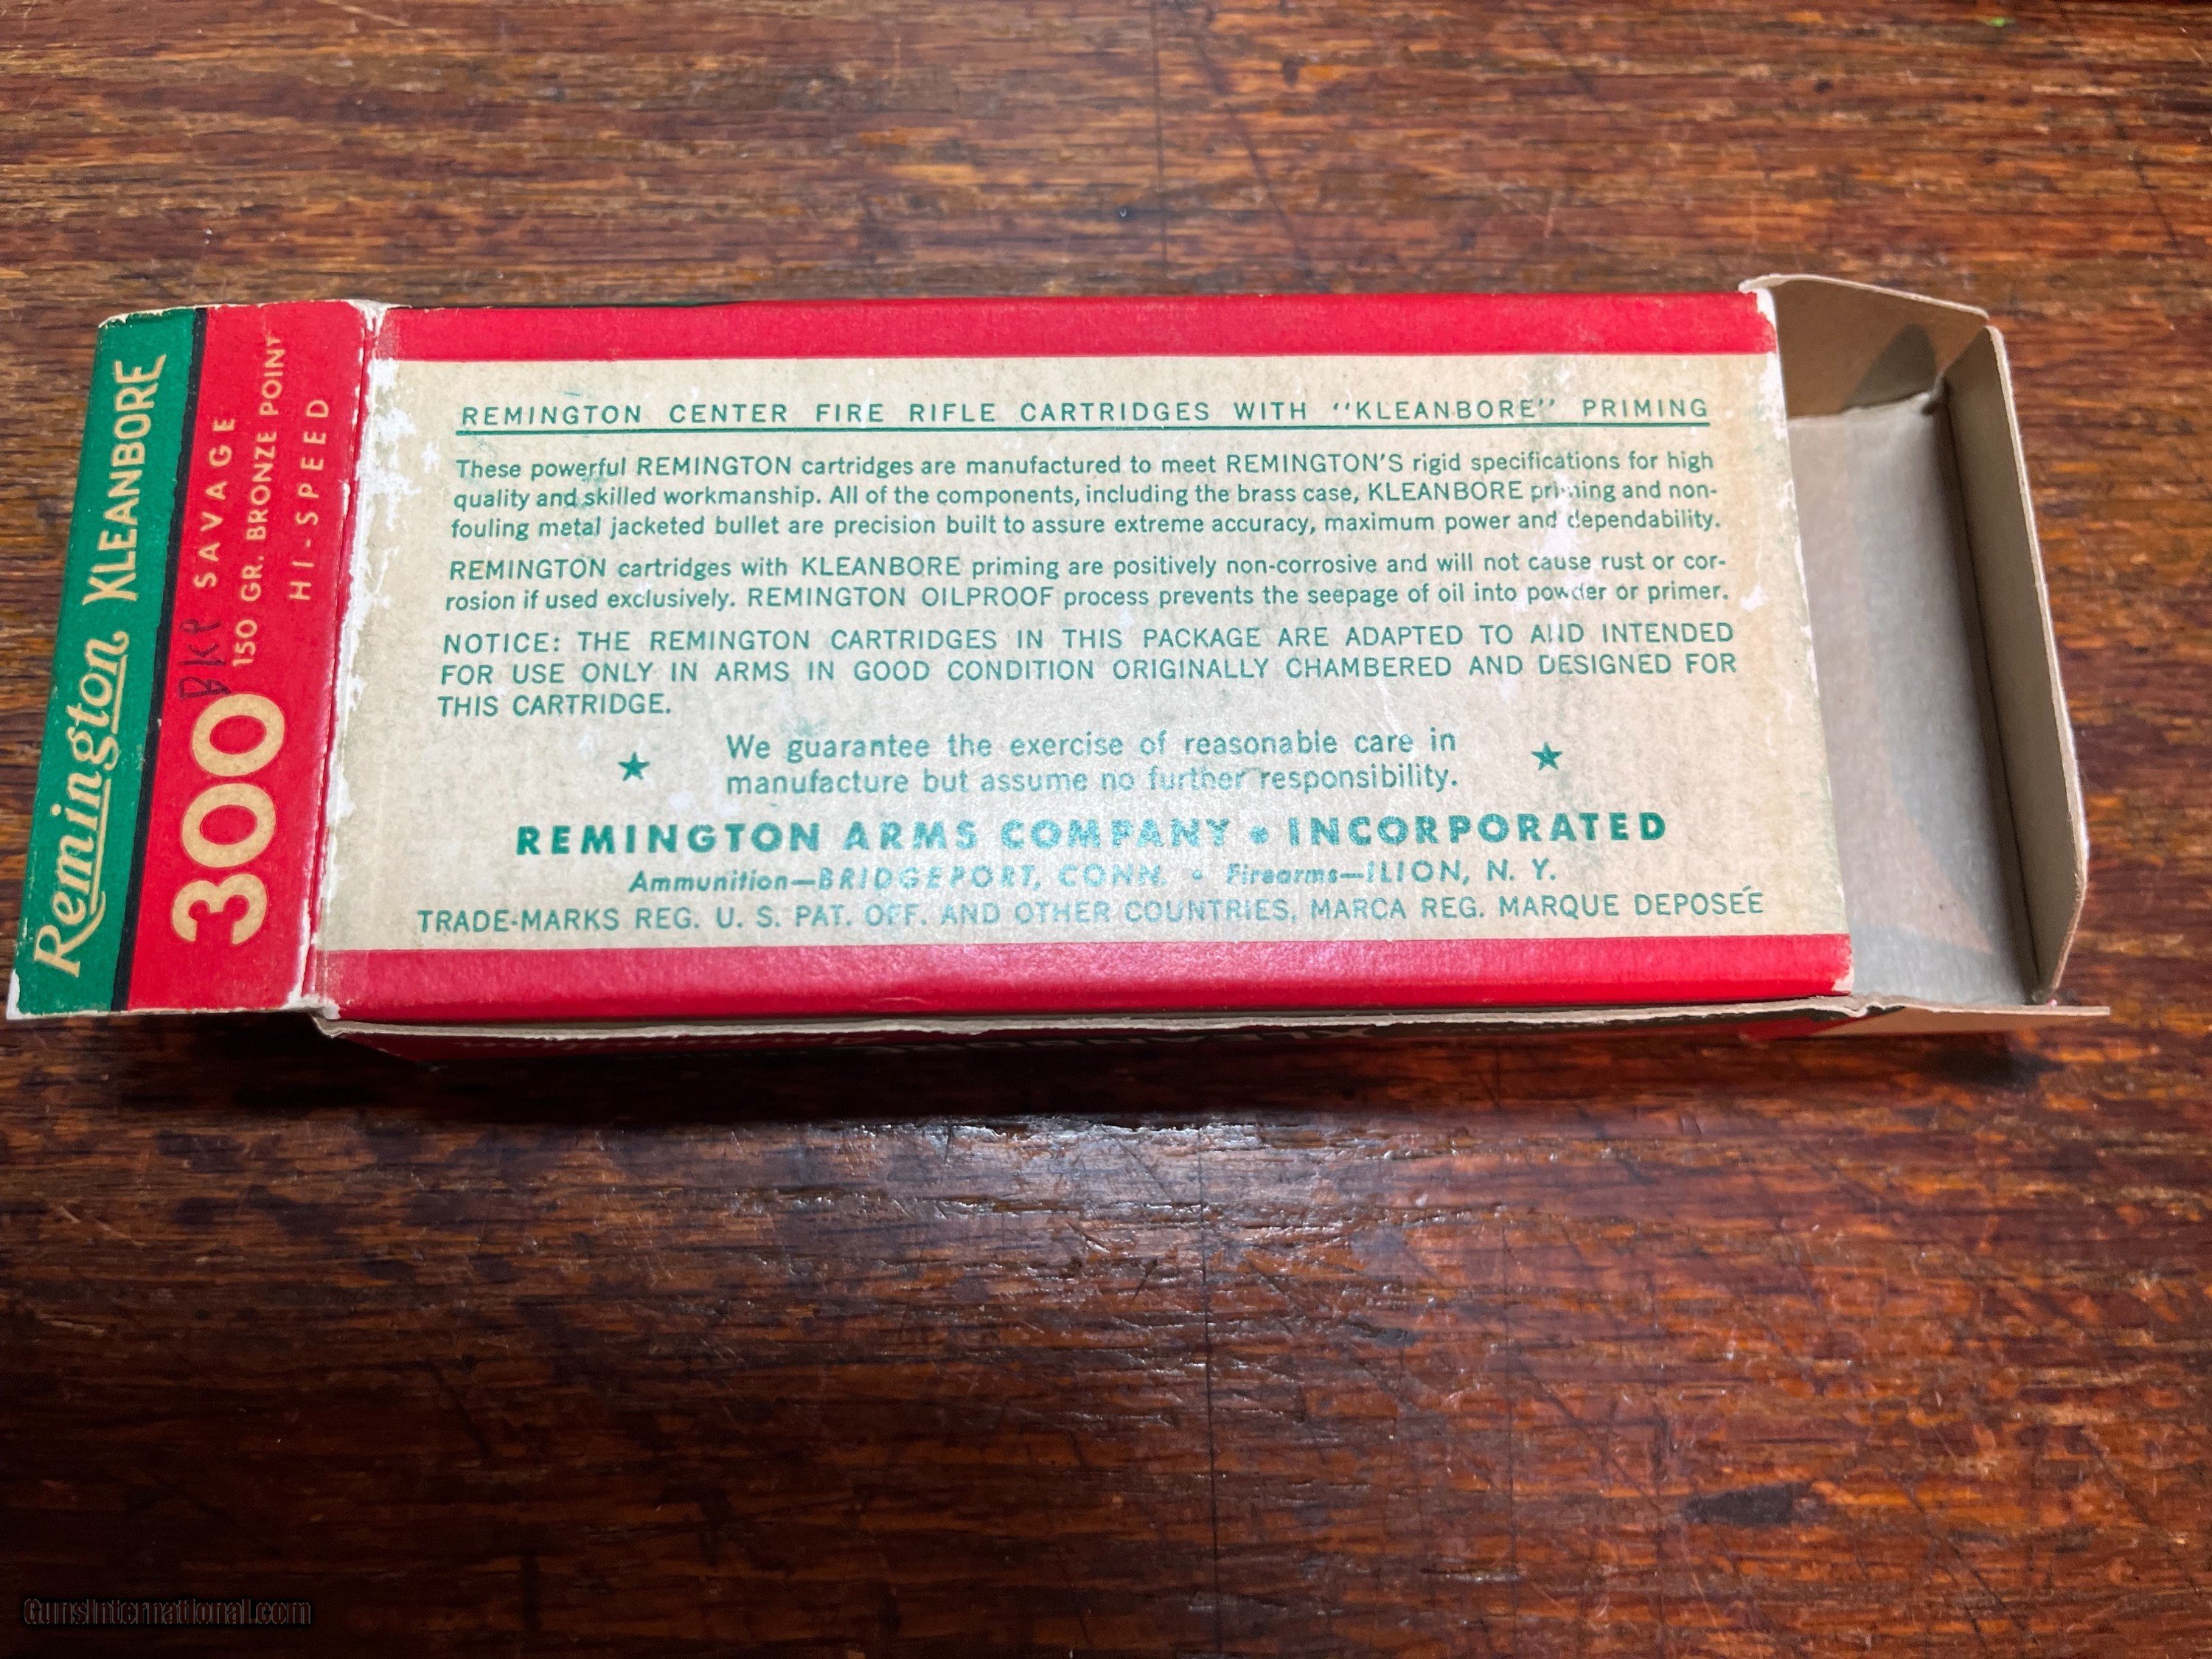 Remington KLEANBORE
300 SAVAGE
150 GR. BRONZE POINT
HI-SPEED
REMINGTON CENTER FIRE RIFLE CARTRIDGES WITH "KLEANBORE" PRIMING
These powerful REMINGTON cartridges are manufactured to meet REMINGTON'S rigid specifications for high
quality and skilled workmanship. All of the components, including the brass case, KLEANBORE priming and non-
fouling metal jacketed bullet are precision built to assure extreme accuracy, maximum power and dependability.
REMINGTON cartridges with KLEANBORE priming are positively non-corrosive and will not cause rust or cor-
rosion if used exclusively. REMINGTON OILPROOF process prevents the seepage of oil into powder or primer.
NOTICE: THE REMINGTON CARTRIDGES IN THIS PACKAGE ARE ADAPTED TO AND INTENDED
FOR USE ONLY IN ARMS IN GOOD CONDITION ORIGINALLY CHAMBERED AND DESIGNED FOR
THIS CARTRIDGE.
★ We guarantee the exercise of reasonable care in ★
manufacture but assume no further responsibility.
REMINGTON ARMS COMPANY • INCORPORATED
Ammunition—BRIDGEPORT, CONN. • Firearms—ILION, N. Y.
TRADE-MARKS REG. U. S. PAT. OFF. AND OTHER COUNTRIES, MARCA REG. MARQUE DEPOSÉE
GunsInternational.com